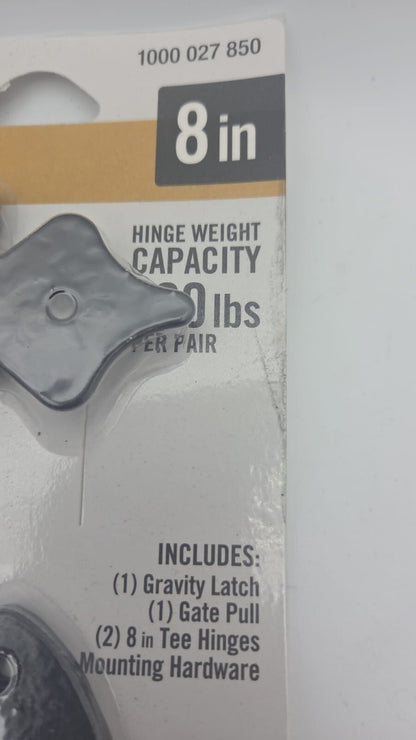 1000 027 850
8 in
HINGE WEIGHT
CAPACITY
lbs
PER PAIR
INCLUDES:
(1) Gravity Latch
(1) Gate Pull
(2) 8 in Tee Hinges
Mounting Hardware